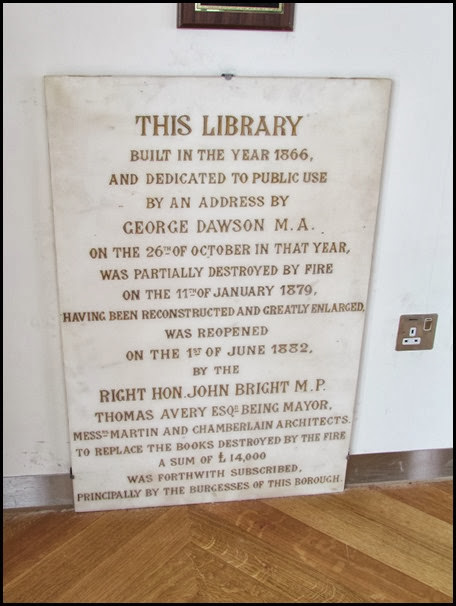 THIS LIBRARY
BUILT IN THE YEAR 1866,
AND DEDICATED TO PUBLIC USE
BY AN ADDRESS BY
GEORGE DAWSON M.A.
ON THE 26TH OF OCTOBER IN THAT YEAR,
WAS PARTIALLY DESTROYED BY FIRE
ON THE 11TH OF JANUARY 1879,
HAVING BEEN RECONSTRUCTED AND GREATLY ENLARGED,
WAS REOPENED
ON THE 1ST OF JUNE 1882,
BY THE
RIGHT HON. JOHN BRIGHT M.P.
THOMAS AVERY ESQRE BEING MAYOR,
MESSRS MARTIN AND CHAMBERLAIN ARCHITECTS.
TO REPLACE THE BOOKS DESTROYED BY THE FIRE
A SUM OF £ 14,000
WAS FORTHWITH SUBSCRIBED,
PRINCIPALLY BY THE BURGESSES OF THIS BOROUGH.